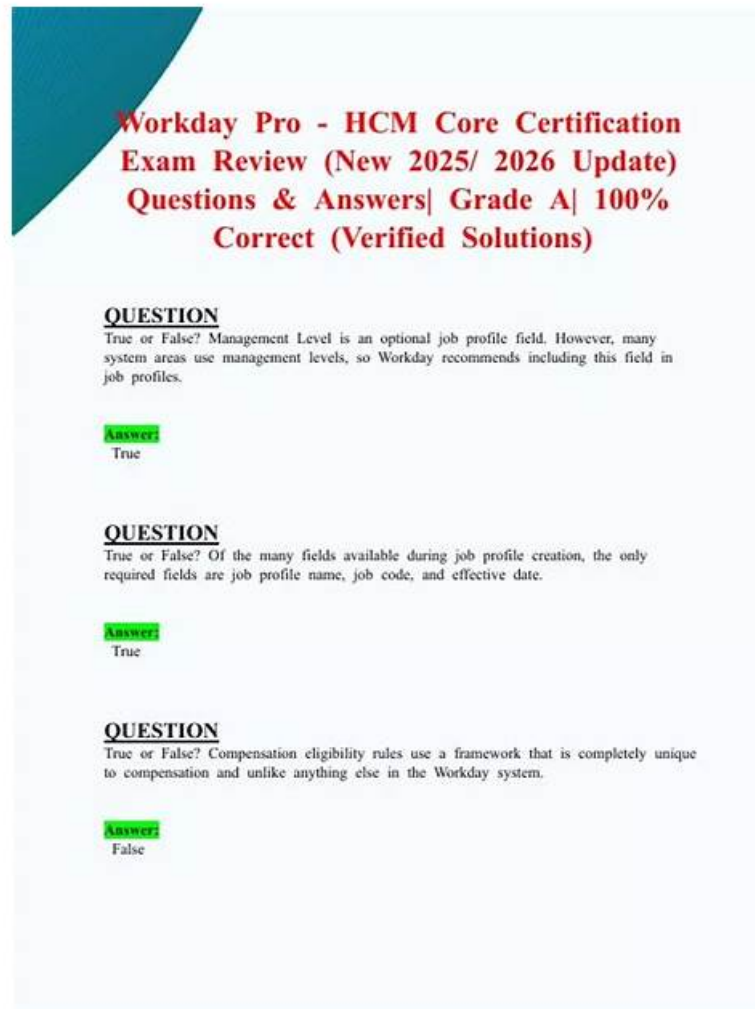 Workday Pro - HCM Core Certification
Exam Review (New 2025/ 2026 Update)
Questions & Answers| Grade A| 100%
Correct (Verified Solutions)
QUESTION
True or False? Management Level is an optional job profile field. However, many
system areas use management levels, so Workday recommends including this field in
job profiles.
Answer:
True
QUESTION
True or False? Of the many fields available during job profile creation, the only
required fields are job profile name, job code, and effective date.
Answer:
True
QUESTION
True or False? Compensation eligibility rules use a framework that is completely unique
to compensation and unlike anything else in the Workday system.
Answer:
False